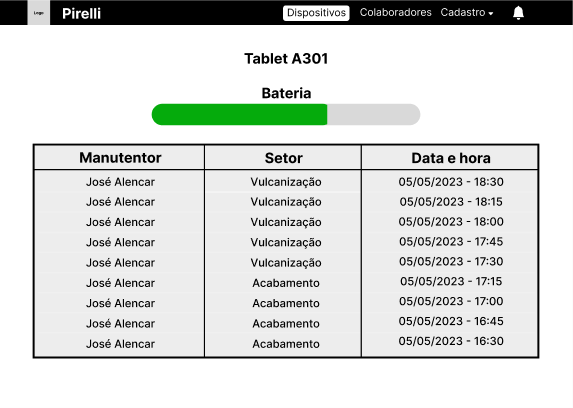 Logo Pirelli Dispositivos Colaboradores Cadastro
Tablet A301
Bateria
Manutentor Setor Data e hora
José Alencar Vulcanização 05/05/2023 - 18:30
José Alencar Vulcanização 05/05/2023 - 18:15
José Alencar Vulcanização 05/05/2023 - 18:00
José Alencar Vulcanização 05/05/2023 - 17:45
José Alencar Vulcanização 05/05/2023 - 17:30
José Alencar Acabamento 05/05/2023 - 17:15
José Alencar Acabamento 05/05/2023 - 17:00
José Alencar Acabamento 05/05/2023 - 16:45
José Alencar Acabamento 05/05/2023 - 16:30